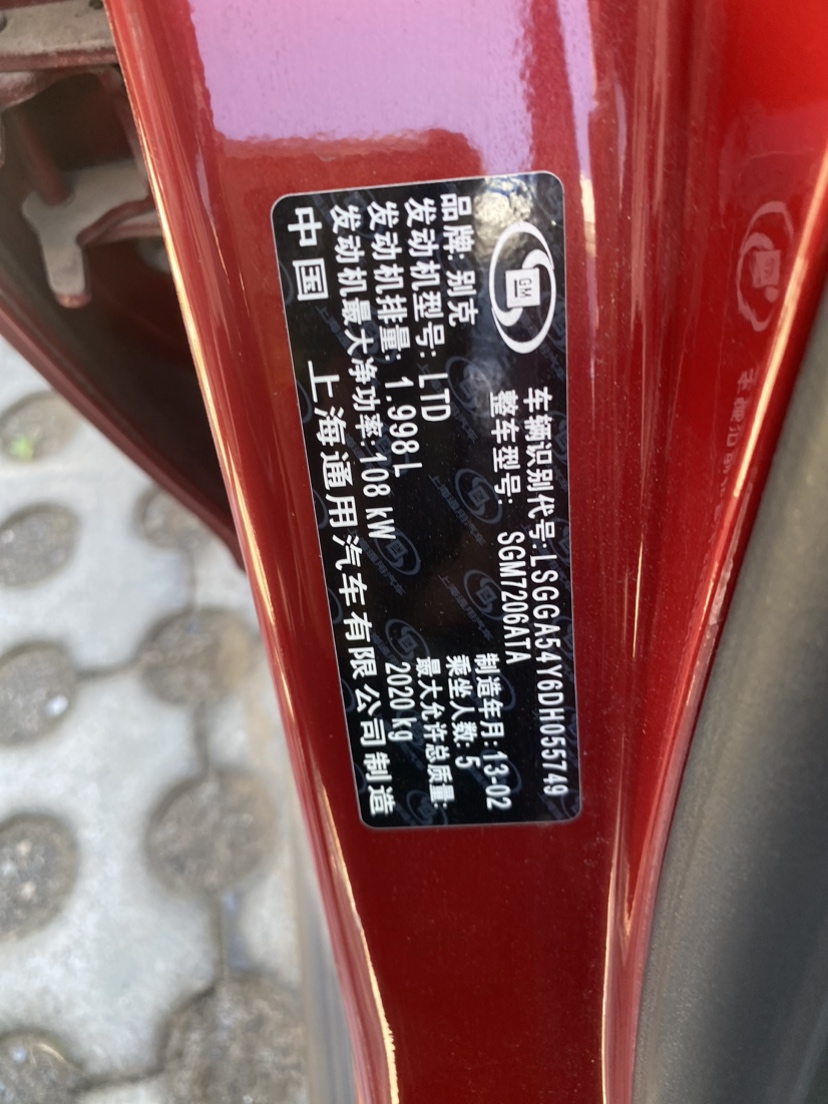 GM
车辆识别代号:LSGGA54Y6DH055749
整车型号: SGM7206ATA
品牌: 别克
制造年月:13-02
发动机型号: LTD
乘坐人数:5
发动机排量: 1.998L
最大允许总质量:
发动机最大净功率:108 kW
2020 kg
中国 上海通用汽车有限公司制造